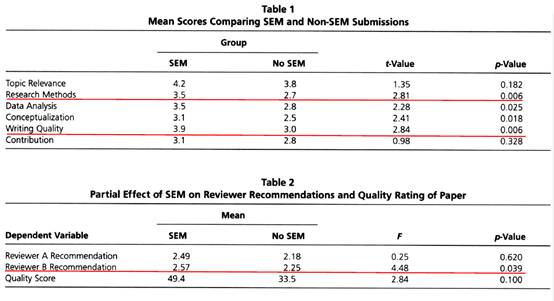 Table 1
Mean Scores Comparing SEM and Non-SEM Submissions
Group
SEM No SEM t-Value p-Value
Topic Relevance 4.2 3.8 1.35 0.182
Research Methods 3.5 2.7 2.81 0.006
Data Analysis 3.5 2.8 2.28 0.025
Conceptualization 3.1 2.5 2.41 0.018
Writing Quality 3.9 3.0 2.84 0.006
Contribution 3.1 2.8 0.98 0.328
Table 2
Partial Effect of SEM on Reviewer Recommendations and Quality Rating of Paper
Mean
Dependent Variable SEM No SEM F p-Value
Reviewer A Recommendation 2.49 2.18 0.25 0.620
Reviewer B Recommendation 2.57 2.25 4.48 0.039
Quality Score 49.4 33.5 2.84 0.100